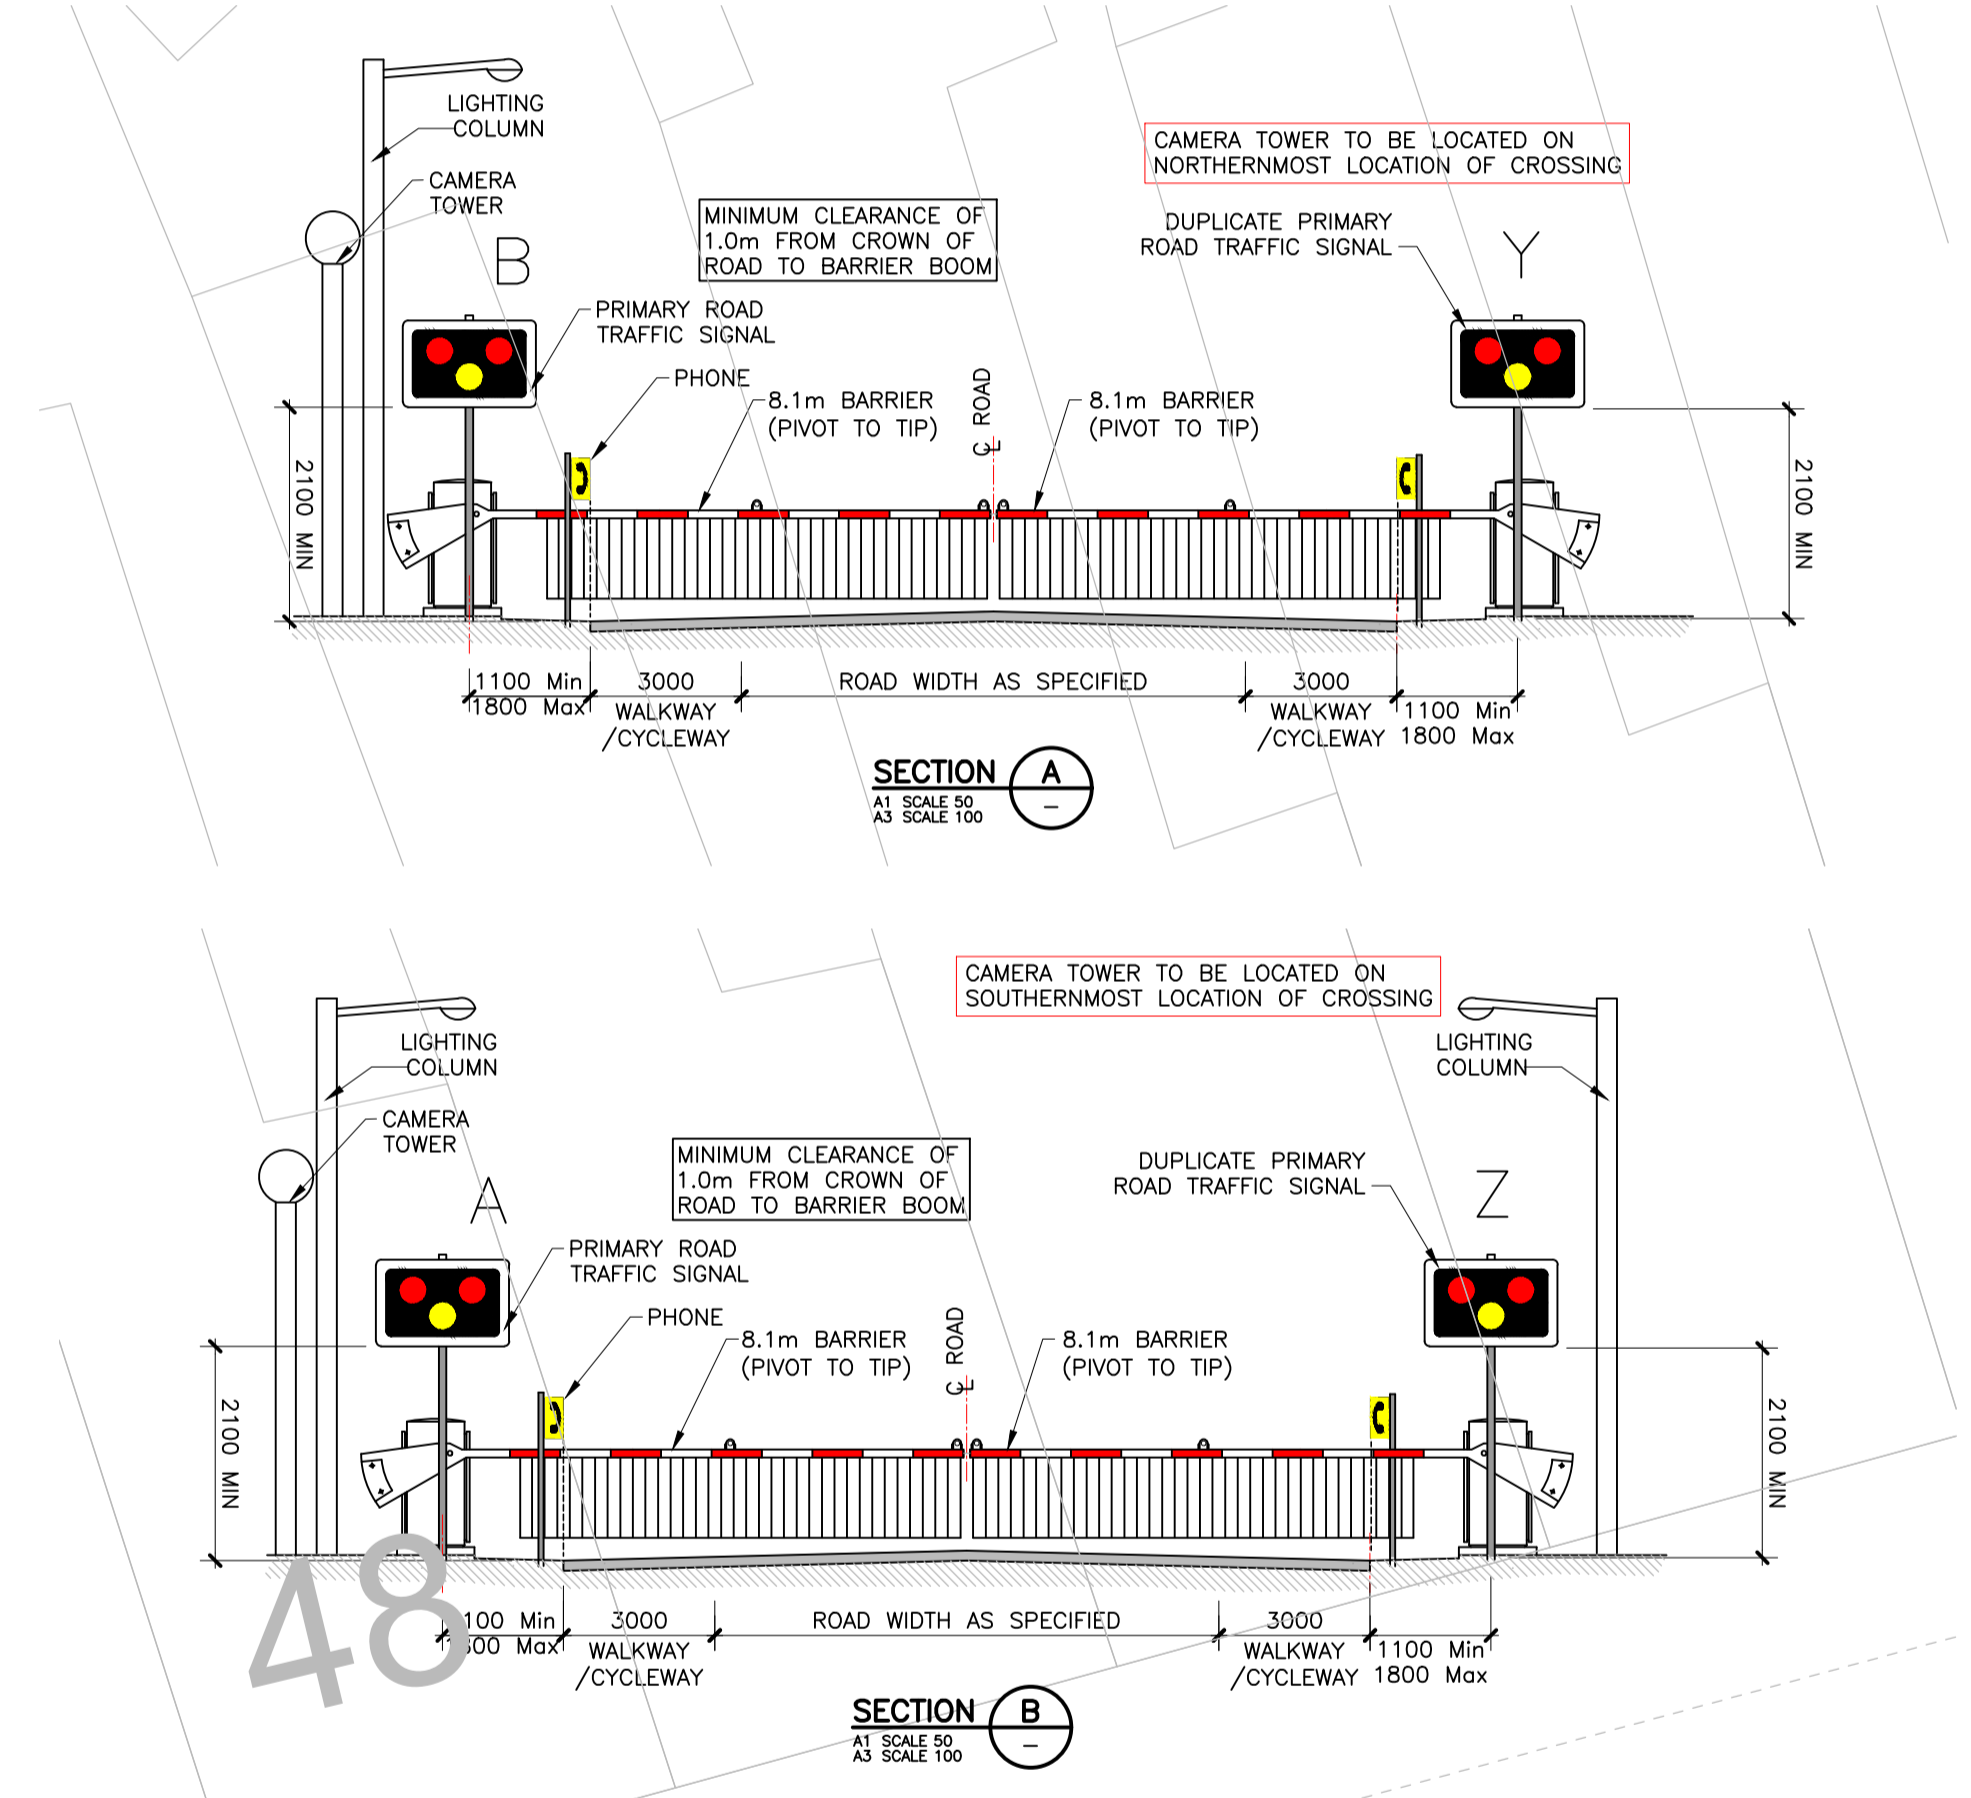 LIGHTING
COLUMN
CAMERA TOWER TO BE LOCATED ON
NORTHERNMOST LOCATION OF CROSSING
CAMERA
TOWER
B
MINIMUM CLEARANCE OF
1.0m FROM CROWN OF
ROAD TO BARRIER BOOM
DUPLICATE PRIMARY
ROAD TRAFFIC SIGNAL
Y
PRIMARY ROAD
TRAFFIC SIGNAL
PHONE
8.1m BARRIER
(PIVOT TO TIP)
℄ ROAD
8.1m BARRIER
(PIVOT TO TIP)
2100 MIN
2100 MIN
1100 Min
1800 Max
3000
WALKWAY
/CYCLEWAY
ROAD WIDTH AS SPECIFIED
3000
WALKWAY
/CYCLEWAY
1100 Min
1800 Max
SECTION A
A1 SCALE 50
A3 SCALE 100
–
CAMERA TOWER TO BE LOCATED ON
SOUTHERNMOST LOCATION OF CROSSING
LIGHTING
COLUMN
LIGHTING
COLUMN
CAMERA
TOWER
A
MINIMUM CLEARANCE OF
1.0m FROM CROWN OF
ROAD TO BARRIER BOOM
DUPLICATE PRIMARY
ROAD TRAFFIC SIGNAL
Z
PRIMARY ROAD
TRAFFIC SIGNAL
PHONE
8.1m BARRIER
(PIVOT TO TIP)
℄ ROAD
8.1m BARRIER
(PIVOT TO TIP)
2100 MIN
2100 MIN
48
100 Min
Max
3000
WALKWAY
/CYCLEWAY
ROAD WIDTH AS SPECIFIED
3000
WALKWAY
/CYCLEWAY
1100 Min
1800 Max
SECTION B
A1 SCALE 50
A3 SCALE 100
–